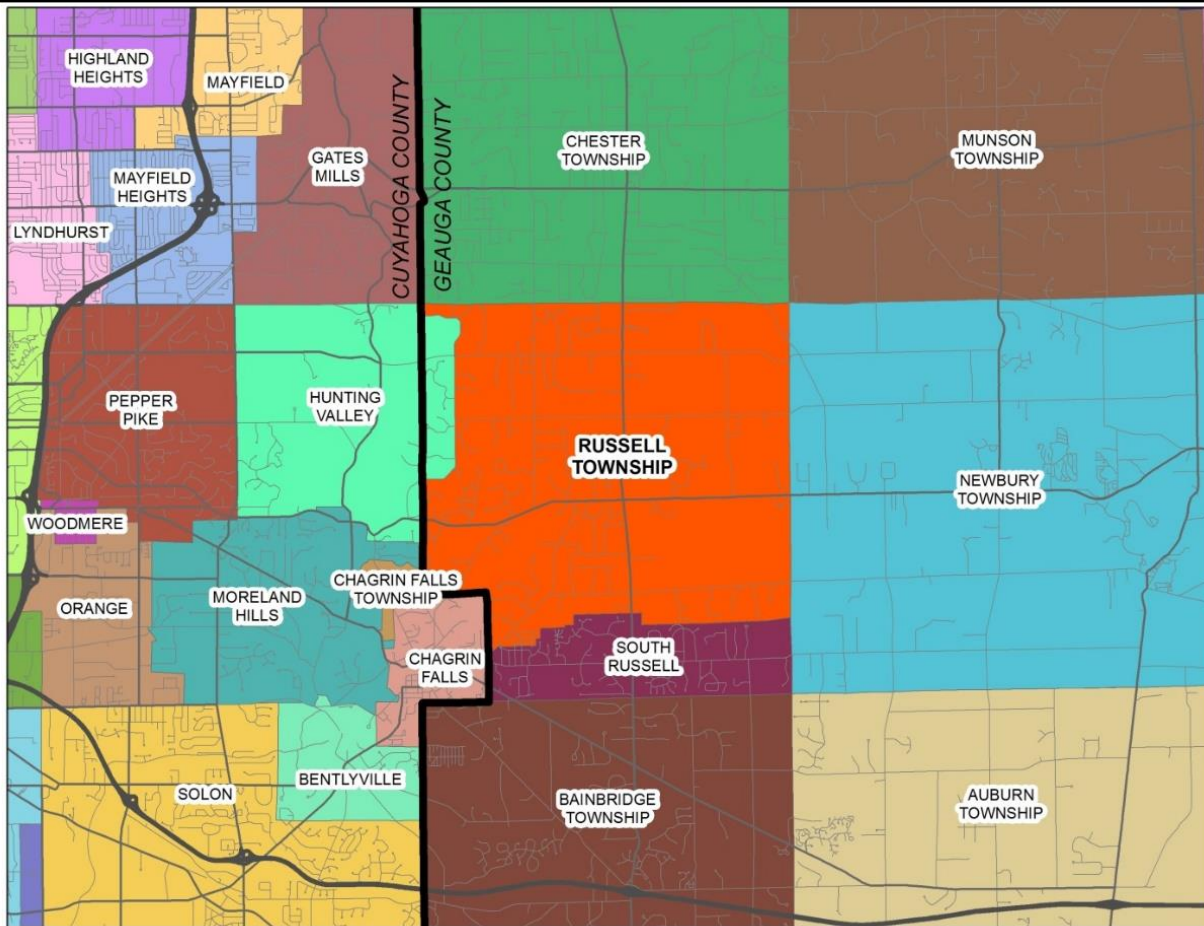 HIGHLAND
HEIGHTS
MAYFIELD
MAYFIELD
HEIGHTS
GATES
MILLS
LYNDHURST
CUYAHOGA COUNTY
GEAUGA COUNTY
CHESTER
TOWNSHIP
MUNSON
TOWNSHIP
PEPPER
PIKE
HUNTING
VALLEY
RUSSELL
TOWNSHIP
NEWBURY
TOWNSHIP
WOODMERE
ORANGE
MORELAND
HILLS
CHAGRIN FALLS
TOWNSHIP
CHAGRIN
FALLS
SOUTH
RUSSELL
SOLON
BENTLYVILLE
BAINBRIDGE
TOWNSHIP
AUBURN
TOWNSHIP